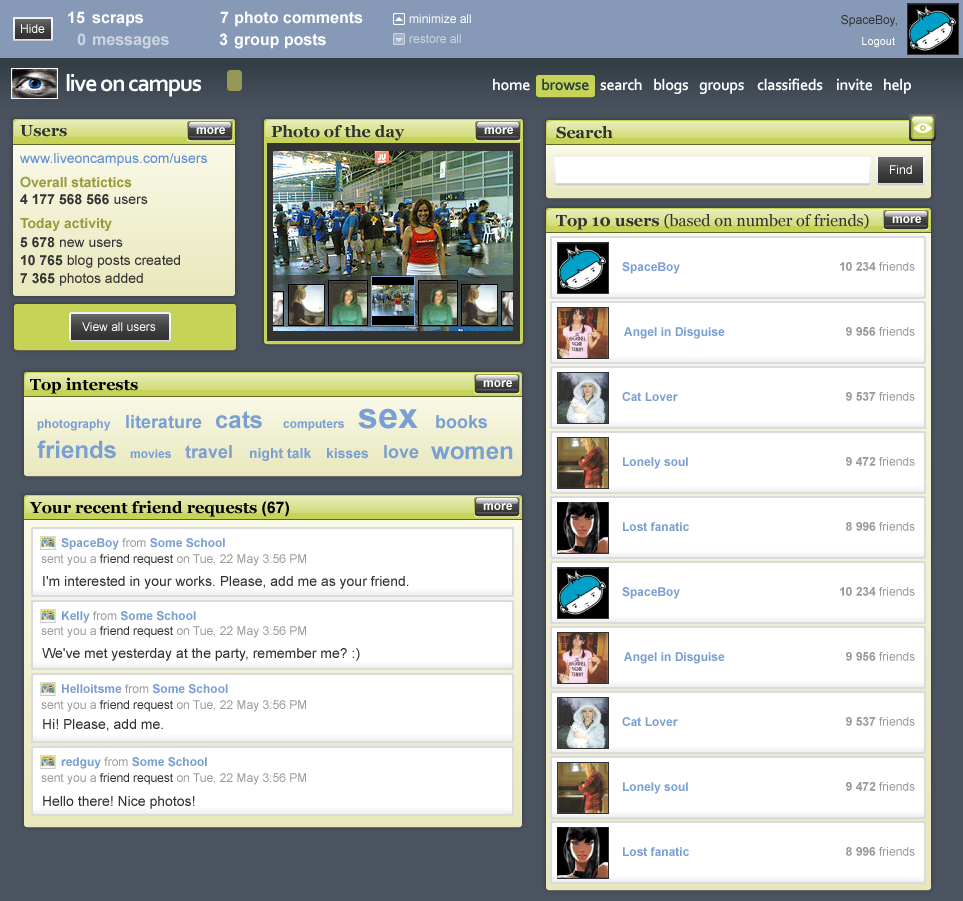 Hide
15 scraps
0 messages
7 photo comments
3 group posts
minimize all
restore all
SpaceBoy,
Logout
live on campus
home browse search blogs groups classifieds invite help
Users more
www.liveoncampus.com/users
Overall statictics
4 177 568 566 users
Today activity
5 678 new users
10 765 blog posts created
7 365 photos added
View all users
Photo of the day more
Search
Find
Top interests more
photography literature cats computers sex books
friends movies travel night talk kisses love women
Your recent friend requests (67) more
SpaceBoy from Some School
sent you a friend request on Tue, 22 May 3:56 PM
I'm interested in your works. Please, add me as your friend.
Kelly from Some School
sent you a friend request on Tue, 22 May 3:56 PM
We've met yesterday at the party, remember me? :)
Helloitsme from Some School
sent you a friend request on Tue, 22 May 3:56 PM
Hi! Please, add me.
redguy from Some School
sent you a friend request on Tue, 22 May 3:56 PM
Hello there! Nice photos!
Top 10 users (based on number of friends) more
SpaceBoy 10 234 friends
Angel in Disguise 9 956 friends
Cat Lover 9 537 friends
Lonely soul 9 472 friends
Lost fanatic 8 996 friends
SpaceBoy 10 234 friends
Angel in Disguise 9 956 friends
Cat Lover 9 537 friends
Lonely soul 9 472 friends
Lost fanatic 8 996 friends